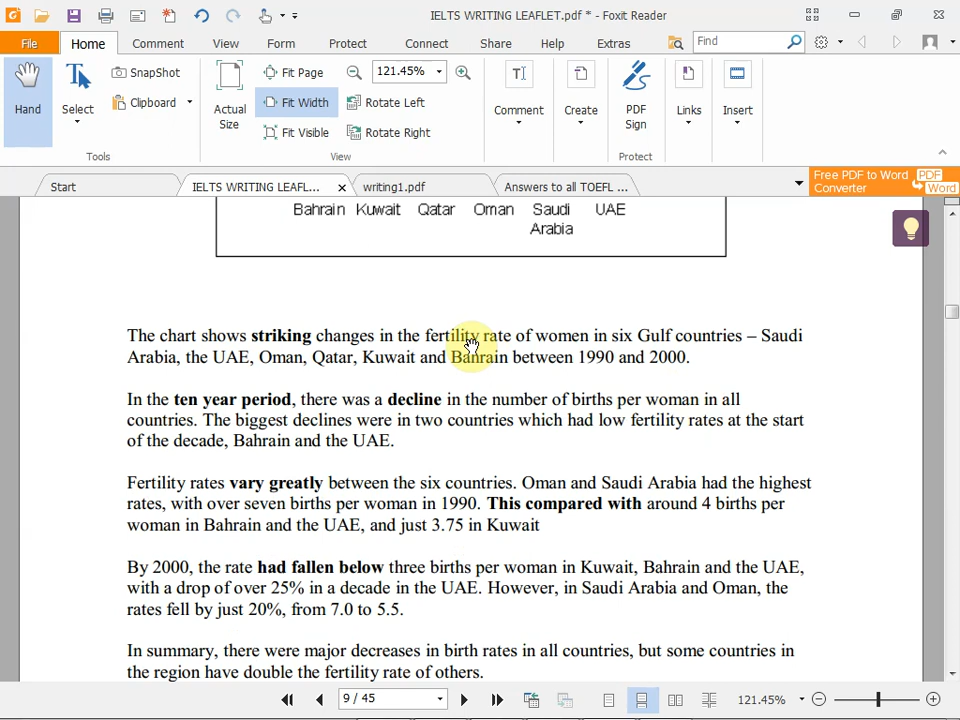 IELTS WRITING LEAFLET.pdf * - Foxit Reader
File Home Comment View Form Protect Connect Share Help Extras Find
Hand Select SnapShot Clipboard Actual Size Fit Page Fit Width Fit Visible 121.45% Rotate Left Rotate Right Comment Create PDF Sign Links Insert
Tools View Protect
Start IELTS WRITING LEAFL... writing1.pdf Answers to all TOEFL ... Free PDF to Word Converter PDF Word
Bahrain Kuwait Qatar Oman Saudi UAE
Arabia
The chart shows striking changes in the fertility rate of women in six Gulf countries – Saudi
Arabia, the UAE, Oman, Qatar, Kuwait and Bahrain between 1990 and 2000.
In the ten year period, there was a decline in the number of births per woman in all
countries. The biggest declines were in two countries which had low fertility rates at the start
of the decade, Bahrain and the UAE.
Fertility rates vary greatly between the six countries. Oman and Saudi Arabia had the highest
rates, with over seven births per woman in 1990. This compared with around 4 births per
woman in Bahrain and the UAE, and just 3.75 in Kuwait
By 2000, the rate had fallen below three births per woman in Kuwait, Bahrain and the UAE,
with a drop of over 25% in a decade in the UAE. However, in Saudi Arabia and Oman, the
rates fell by just 20%, from 7.0 to 5.5.
In summary, there were major decreases in birth rates in all countries, but some countries in
the region have double the fertility rate of others.
9 / 45 121.45%